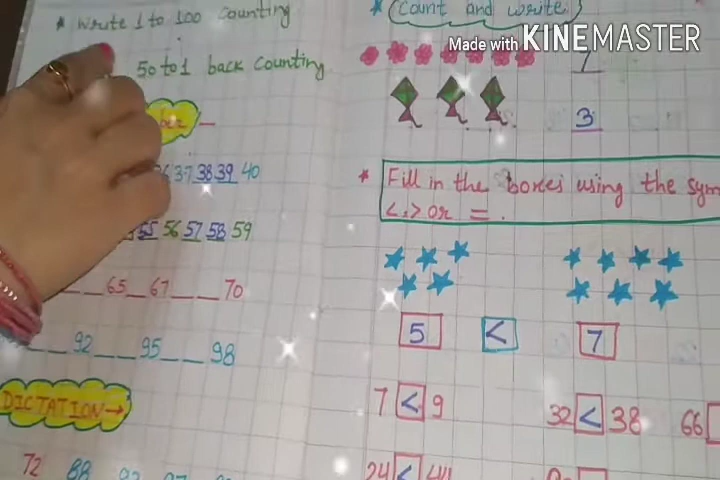 * Write 1 to 100 Counting
50 to 1 back Counting
37 38 39 40
55 56 57 58 59
_ _ 65 _ 67 _ _ 70
_ _ 92 _ _ 95 _ _ 98
DICTATION →
72 88
* Count and write.
Made with KINEMASTER
7
3
* Fill in the boxes using the sym
<, > or = .
5 < 7
7 < 9 32 < 38 66
24 < 44